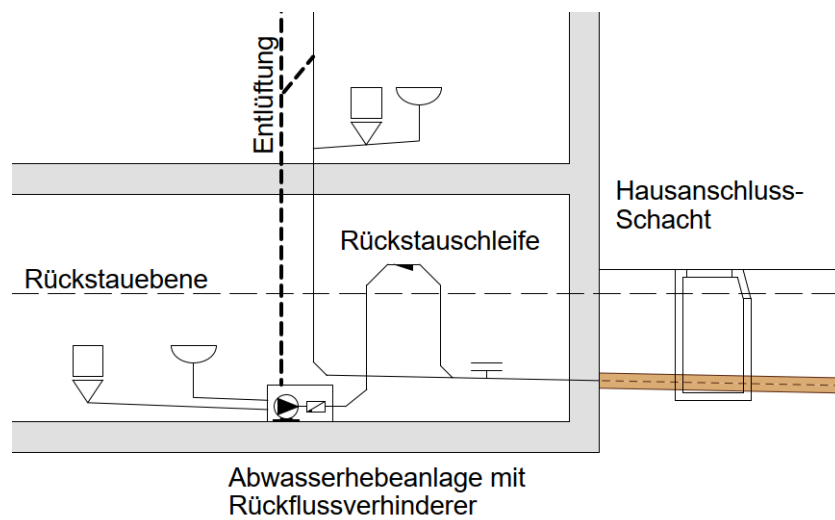 Entlüftung
Hausanschluss-
Schacht
Rückstauschleife
Rückstauebene
Abwasserhebeanlage mit
Rückflussverhinderer